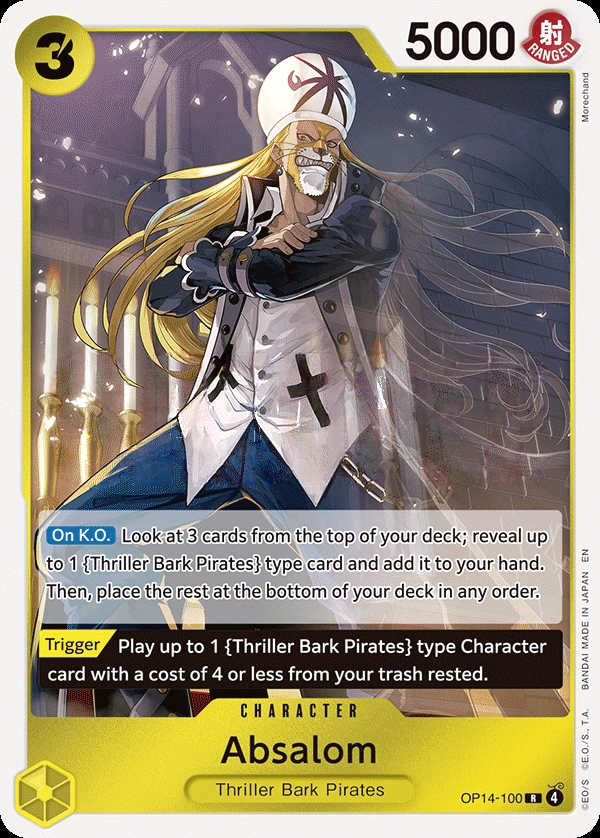 3
5000
射
RANGED
Morechand
On K.O. Look at 3 cards from the top of your deck; reveal up
to 1 {Thriller Bark Pirates} type card and add it to your hand.
Then, place the rest at the bottom of your deck in any order.
Trigger Play up to 1 {Thriller Bark Pirates} type Character
card with a cost of 4 or less from your trash rested.
CHARACTER
Absalom
Thriller Bark Pirates
OP14-100 R 4
©EO/S ©E.O./S., T.A. BANDAI MADE IN JAPAN EN